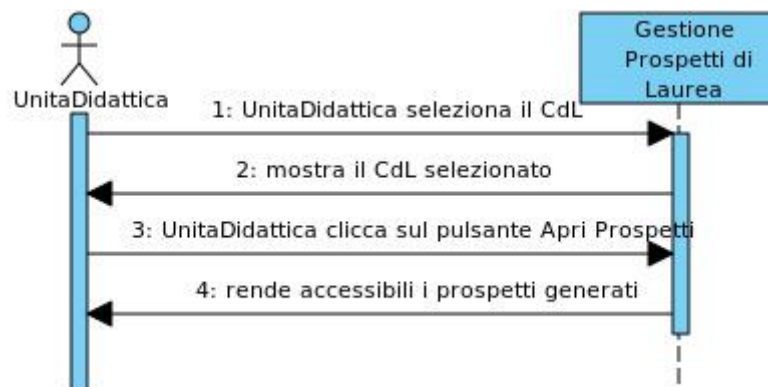 Gestione
Prospetti di
Laurea
UnitaDidattica
1: UnitaDidattica seleziona il CdL
2: mostra il CdL selezionato
3: UnitaDidattica clicca sul pulsante Apri Prospetti
4: rende accessibili i prospetti generati